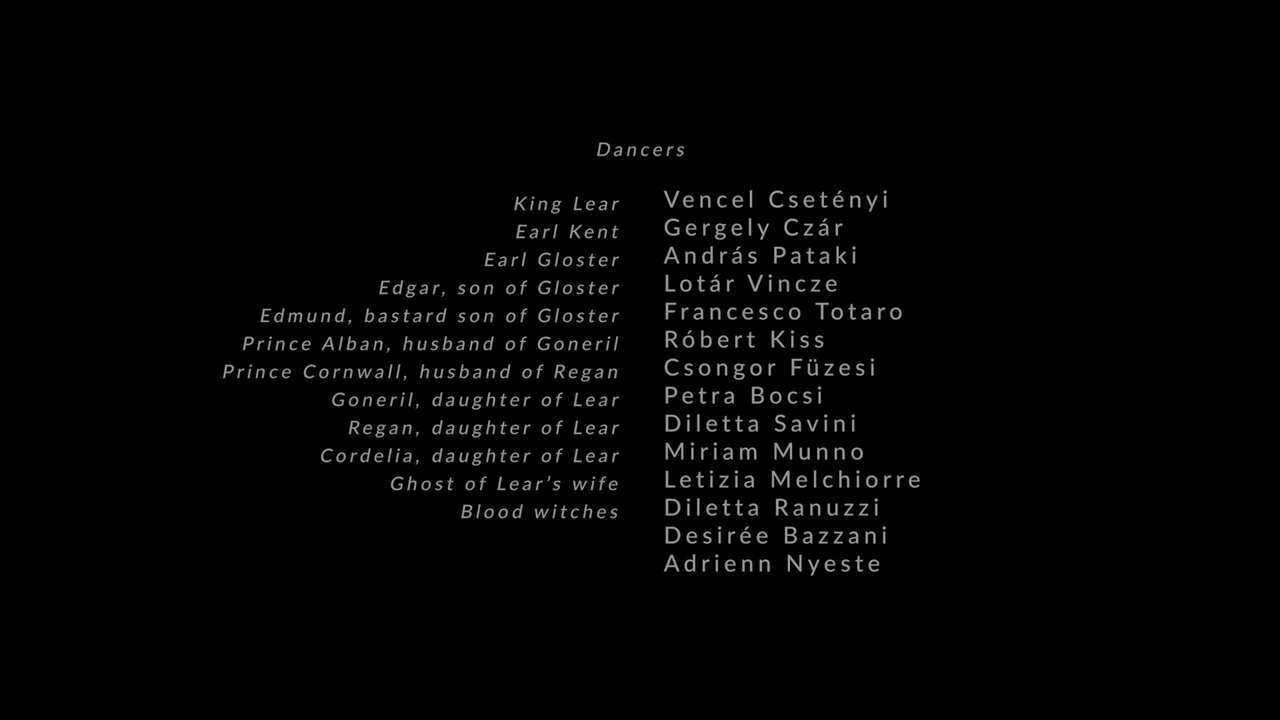 Dancers
King Lear Vencel Csetényi
Earl Kent Gergely Czár
Earl Gloster András Pataki
Edgar, son of Gloster Lotár Vincze
Edmund, bastard son of Gloster Francesco Totaro
Prince Alban, husband of Goneril Róbert Kiss
Prince Cornwall, husband of Regan Csongor Füzesi
Goneril, daughter of Lear Petra Bocsi
Regan, daughter of Lear Diletta Savini
Cordelia, daughter of Lear Miriam Munno
Ghost of Lear’s wife Letizia Melchiorre
Blood witches Diletta Ranuzzi
Desirée Bazzani
Adrienn Nyeste